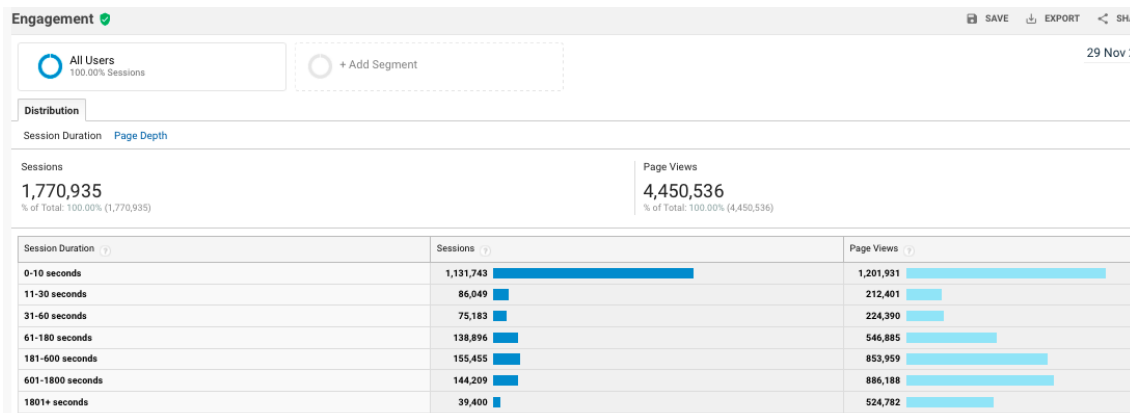 Engagement
SAVE EXPORT
All Users
100.00% Sessions
+ Add Segment
29 Nov
Distribution
Session Duration Page Depth
Sessions
1,770,935
% of Total: 100.00% (1,770,935)
Page Views
4,450,536
% of Total: 100.00% (4,450,536)
Session Duration ? Sessions ? Page Views ?
0-10 seconds 1,131,743 1,201,931
11-30 seconds 86,049 212,401
31-60 seconds 75,183 224,390
61-180 seconds 138,896 546,885
181-600 seconds 155,455 853,959
601-1800 seconds 144,209 886,188
1801+ seconds 39,400 524,782